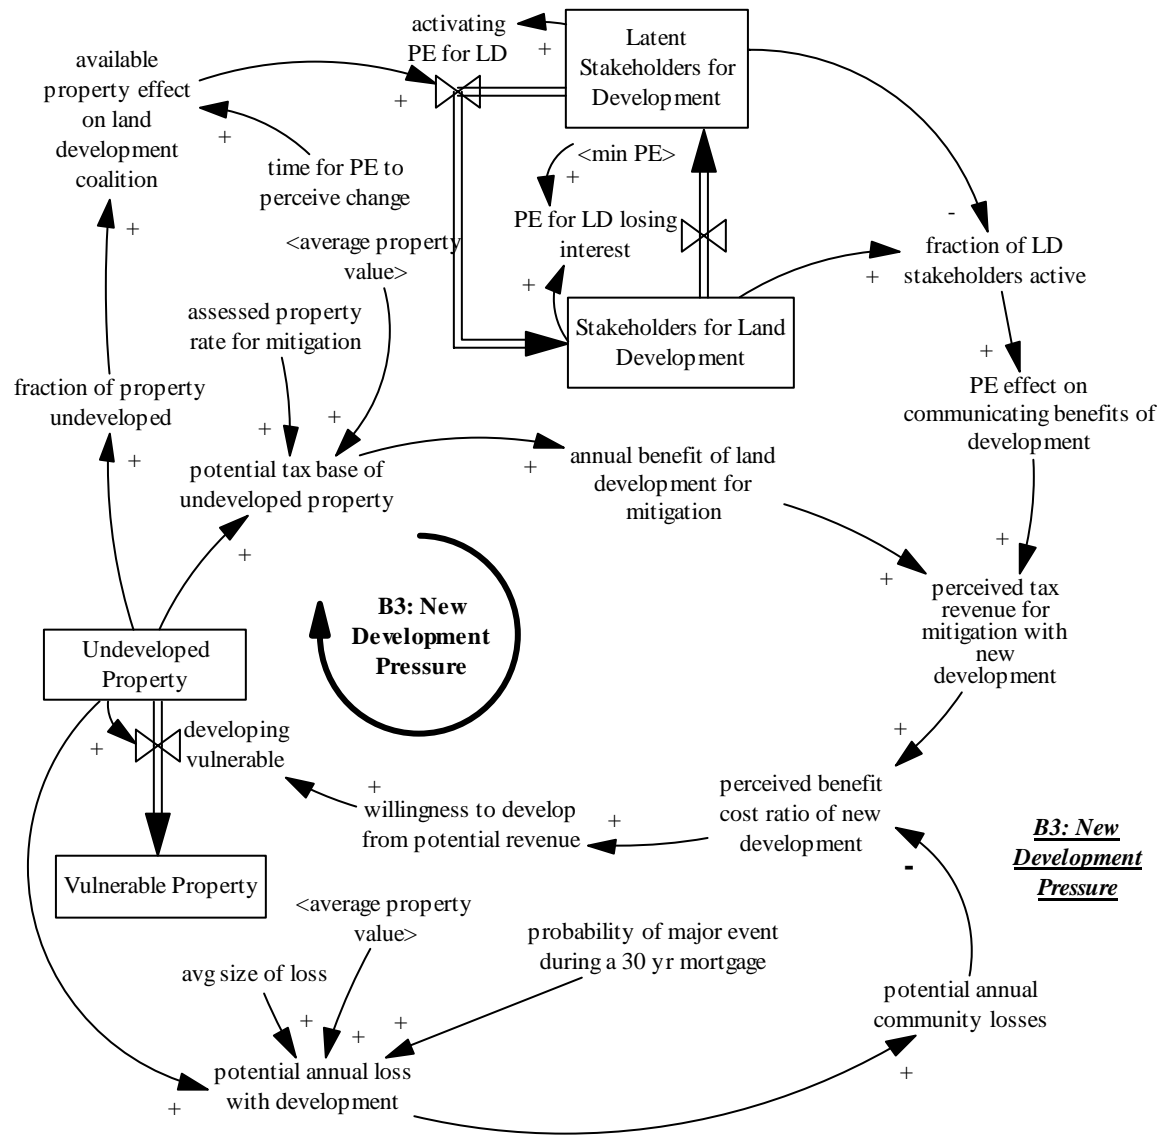 activating
PE for LD
+
Latent
Stakeholders for
Development
available
property effect
on land
development
coalition
+
+
time for PE to
perceive change
<min PE>
+
PE for LD losing
interest
+
-
fraction of LD
stakeholders active
+
+
<average property
value>
assessed property
rate for mitigation
Stakeholders for Land
Development
+
PE effect on
communicating benefits of
development
fraction of property
undeveloped
+
+
+
potential tax base of
undeveloped property
+
annual benefit of land
development for
mitigation
+
+
+
+
perceived tax
revenue for
mitigation with
new
development
B3: New
Development
Pressure
Undeveloped
Property
+
developing
vulnerable
+
+
perceived benefit
cost ratio of new
development
+
willingness to develop
from potential revenue
-
B3: New
Development
Pressure
Vulnerable Property
<average property
value>
avg size of loss
probability of major event
during a 30 yr mortgage
potential annual
community losses
+
+
+
+
potential annual loss
with development
+